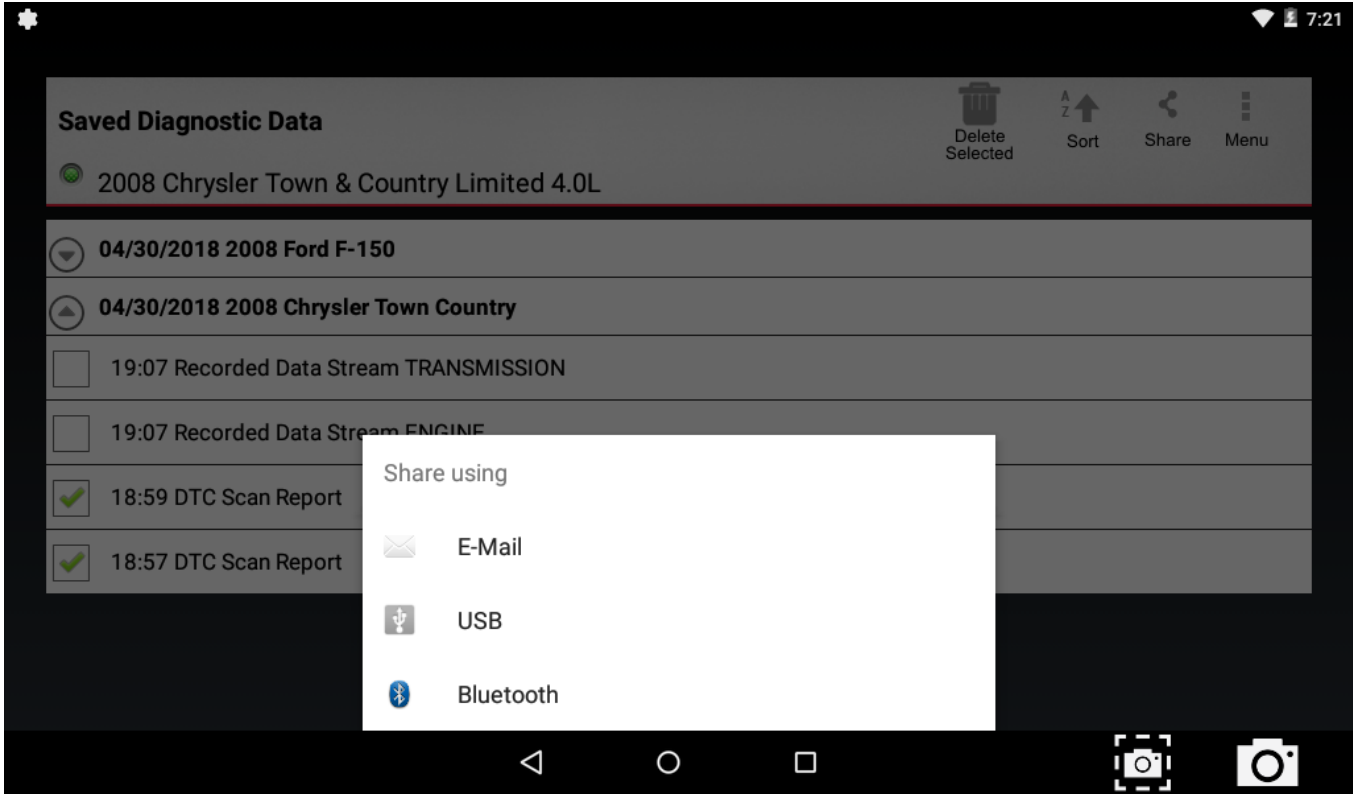 7:21
Saved Diagnostic Data
Delete
Selected
A
Z
Sort
Share
Menu
2008 Chrysler Town & Country Limited 4.0L
04/30/2018 2008 Ford F-150
04/30/2018 2008 Chrysler Town Country
19:07 Recorded Data Stream TRANSMISSION
19:07 Recorded Data Stream ENGINE
18:59 DTC Scan Report
18:57 DTC Scan Report
Share using
E-Mail
USB
Bluetooth